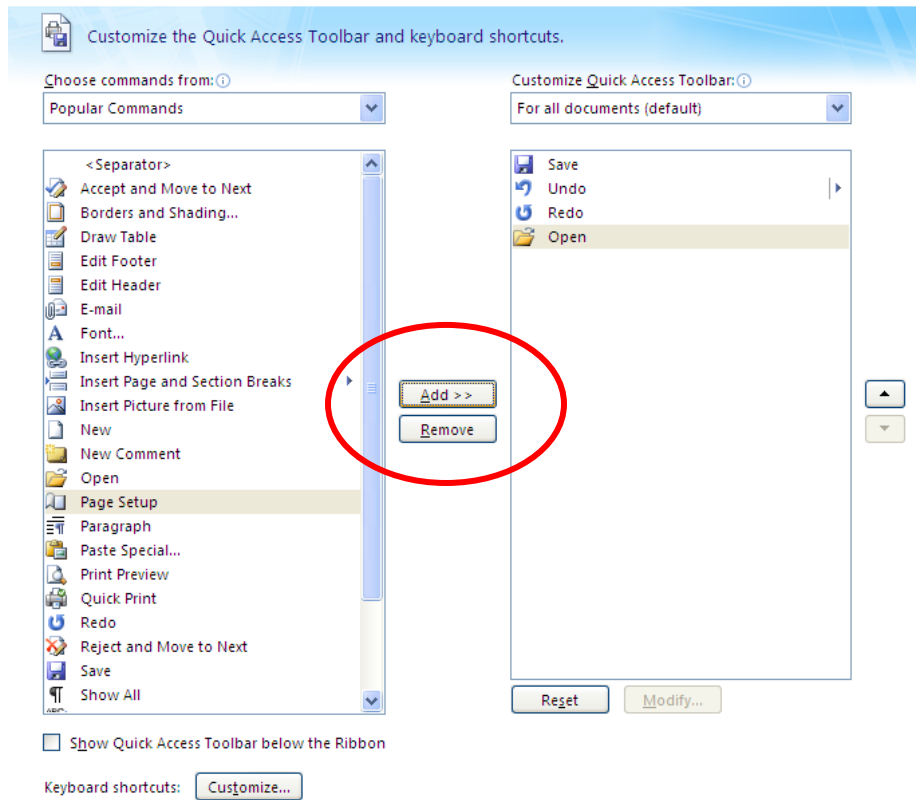 Customize the Quick Access Toolbar and keyboard shortcuts.
Choose commands from:
Popular Commands
<Separator>
Accept and Move to Next
Borders and Shading...
Draw Table
Edit Footer
Edit Header
E-mail
Font...
Insert Hyperlink
Insert Page and Section Breaks
Insert Picture from File
New
New Comment
Open
Page Setup
Paragraph
Paste Special...
Print Preview
Quick Print
Redo
Reject and Move to Next
Save
Show All
Add >>
Remove
Customize Quick Access Toolbar:
For all documents (default)
Save
Undo
Redo
Open
Reset
Modify...
Show Quick Access Toolbar below the Ribbon
Keyboard shortcuts: Customize...